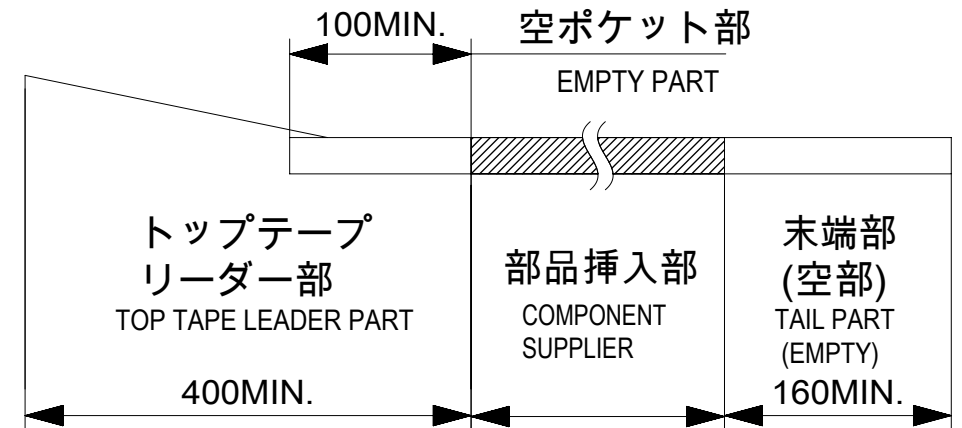 100MIN.
空ポケット部
EMPTY PART
トップテープ
リーダー部
TOP TAPE LEADER PART
部品挿入部
COMPONENT
SUPPLIER
末端部
(空部)
TAIL PART
(EMPTY)
400MIN.
160MIN.